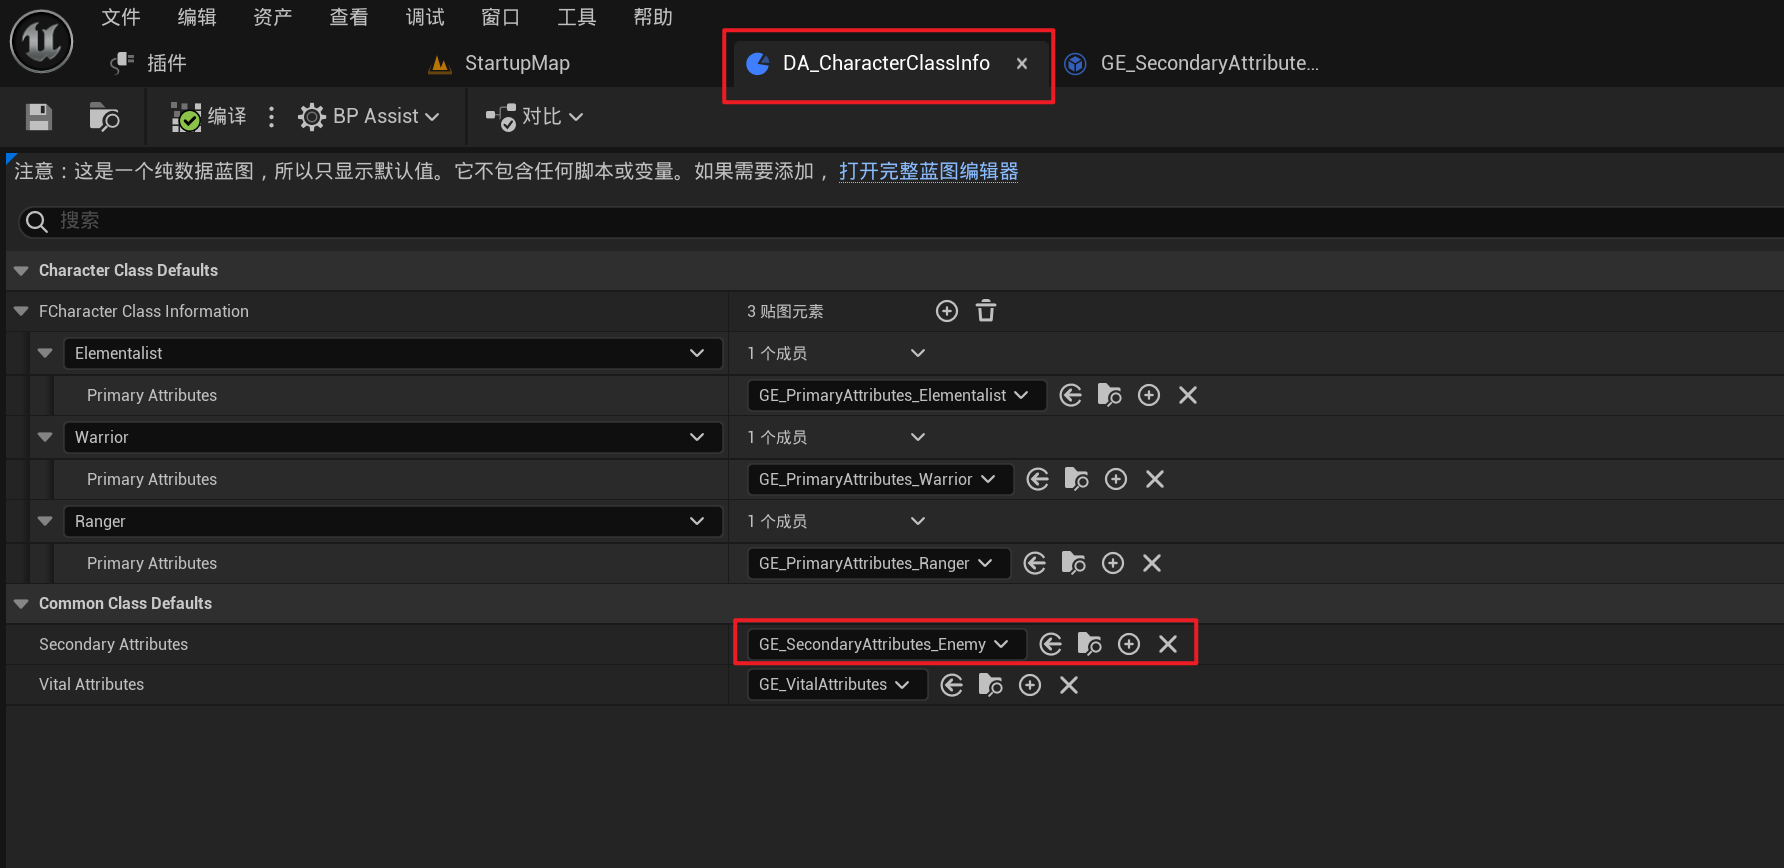 文件 编辑 资产 查看 调试 窗口 工具 帮助
插件 StartupMap DA_CharacterClassInfo GE_SecondaryAttribute...
编译 BP Assist 对比
注意：这是一个纯数据蓝图，所以只显示默认值。它不包含任何脚本或变量。如果需要添加，打开完整蓝图编辑器
搜索
Character Class Defaults
FCharacter Class Information 3 贴图元素
Elementalist 1 个成员
Primary Attributes GE_PrimaryAttributes_Elementalist
Warrior 1 个成员
Primary Attributes GE_PrimaryAttributes_Warrior
Ranger 1 个成员
Primary Attributes GE_PrimaryAttributes_Ranger
Common Class Defaults
Secondary Attributes GE_SecondaryAttributes_Enemy
Vital Attributes GE_VitalAttributes